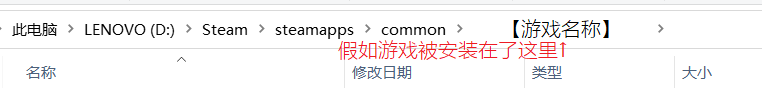 此电脑 > LENOVO (D:) > Steam > steamapps > common > 【游戏名称】 >
假如游戏被安装在了这里↑
名称 修改日期 类型 大小